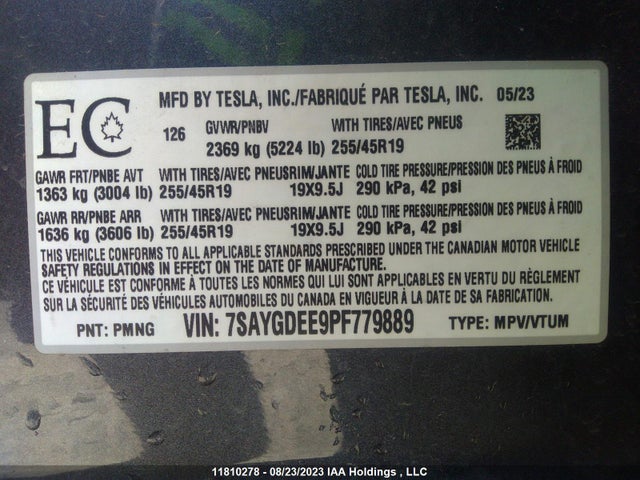 MFD BY TESLA, INC./FABRIQUÉ PAR TESLA, INC. 05/23
EC
126 GVWR/PNBV WITH TIRES/AVEC PNEUS
2369 kg (5224 lb) 255/45R19
GAWR FRT/PNBE AVT WITH TIRES/AVEC PNEUS RIM/JANTE COLD TIRE PRESSURE/PRESSION DES PNEUS À FROID
1363 kg (3004 lb) 255/45R19 19X9.5J 290 kPa, 42 psi
GAWR RR/PNBE ARR WITH TIRES/AVEC PNEUS RIM/JANTE COLD TIRE PRESSURE/PRESSION DES PNEUS À FROID
1636 kg (3606 lb) 255/45R19 19X9.5J 290 kPa, 42 psi
THIS VEHICLE CONFORMS TO ALL APPLICABLE STANDARDS PRESCRIBED UNDER THE CANADIAN MOTOR VEHICLE
SAFETY REGULATIONS IN EFFECT ON THE DATE OF MANUFACTURE.
CE VÉHICULE EST CONFORME À TOUTES LES NORMES QUI LUI SONT APPLICABLES EN VERTU DU RÈGLEMENT
SUR LA SÉCURITÉ DES VÉHICULES AUTOMOBILES DU CANADA EN VIGUEUR À LA DATE DE SA FABRICATION.
PNT: PMNG VIN: 7SAYGDEE9PF779889 TYPE: MPV/VTUM
11810278 - 08/23/2023 IAA Holdings , LLC